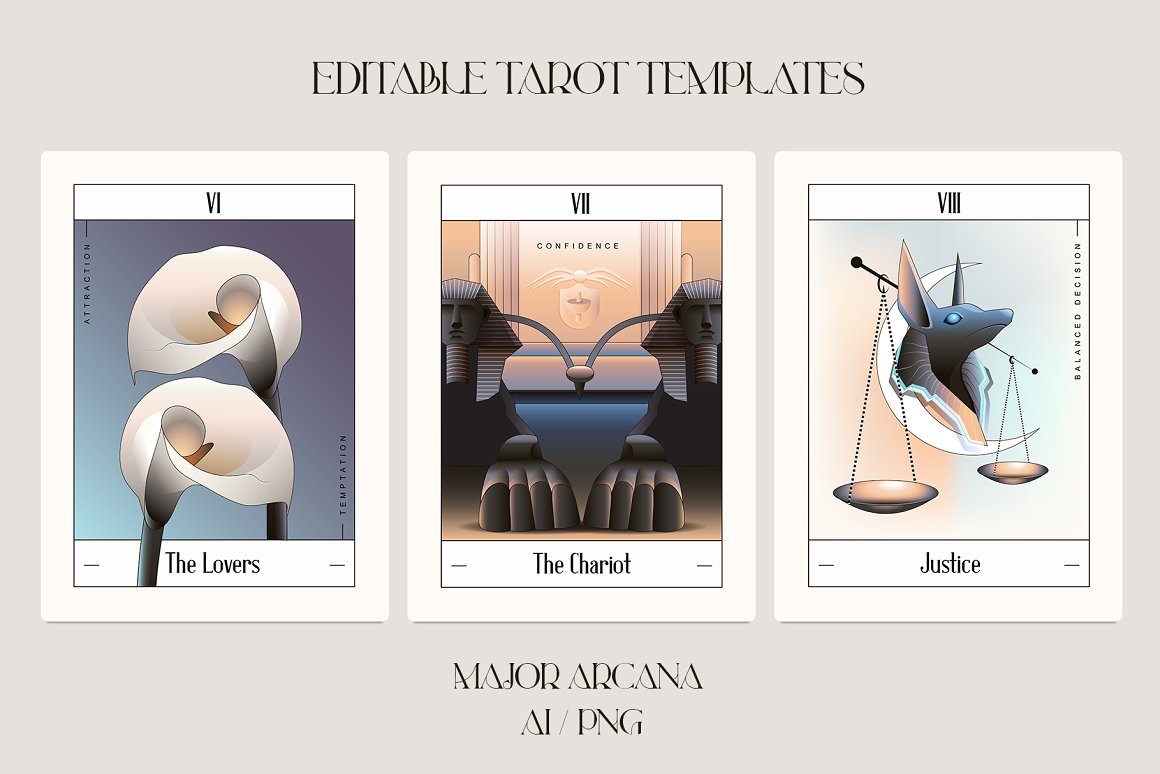 EDITABLE TAROT TEMPLATES
VI
ATTRACTION
TEMPTATION
The Lovers
VII
CONFIDENCE
The Chariot
VIII
BALANCED DECISION
Justice
MAJOR ARCANA
AI / PNG